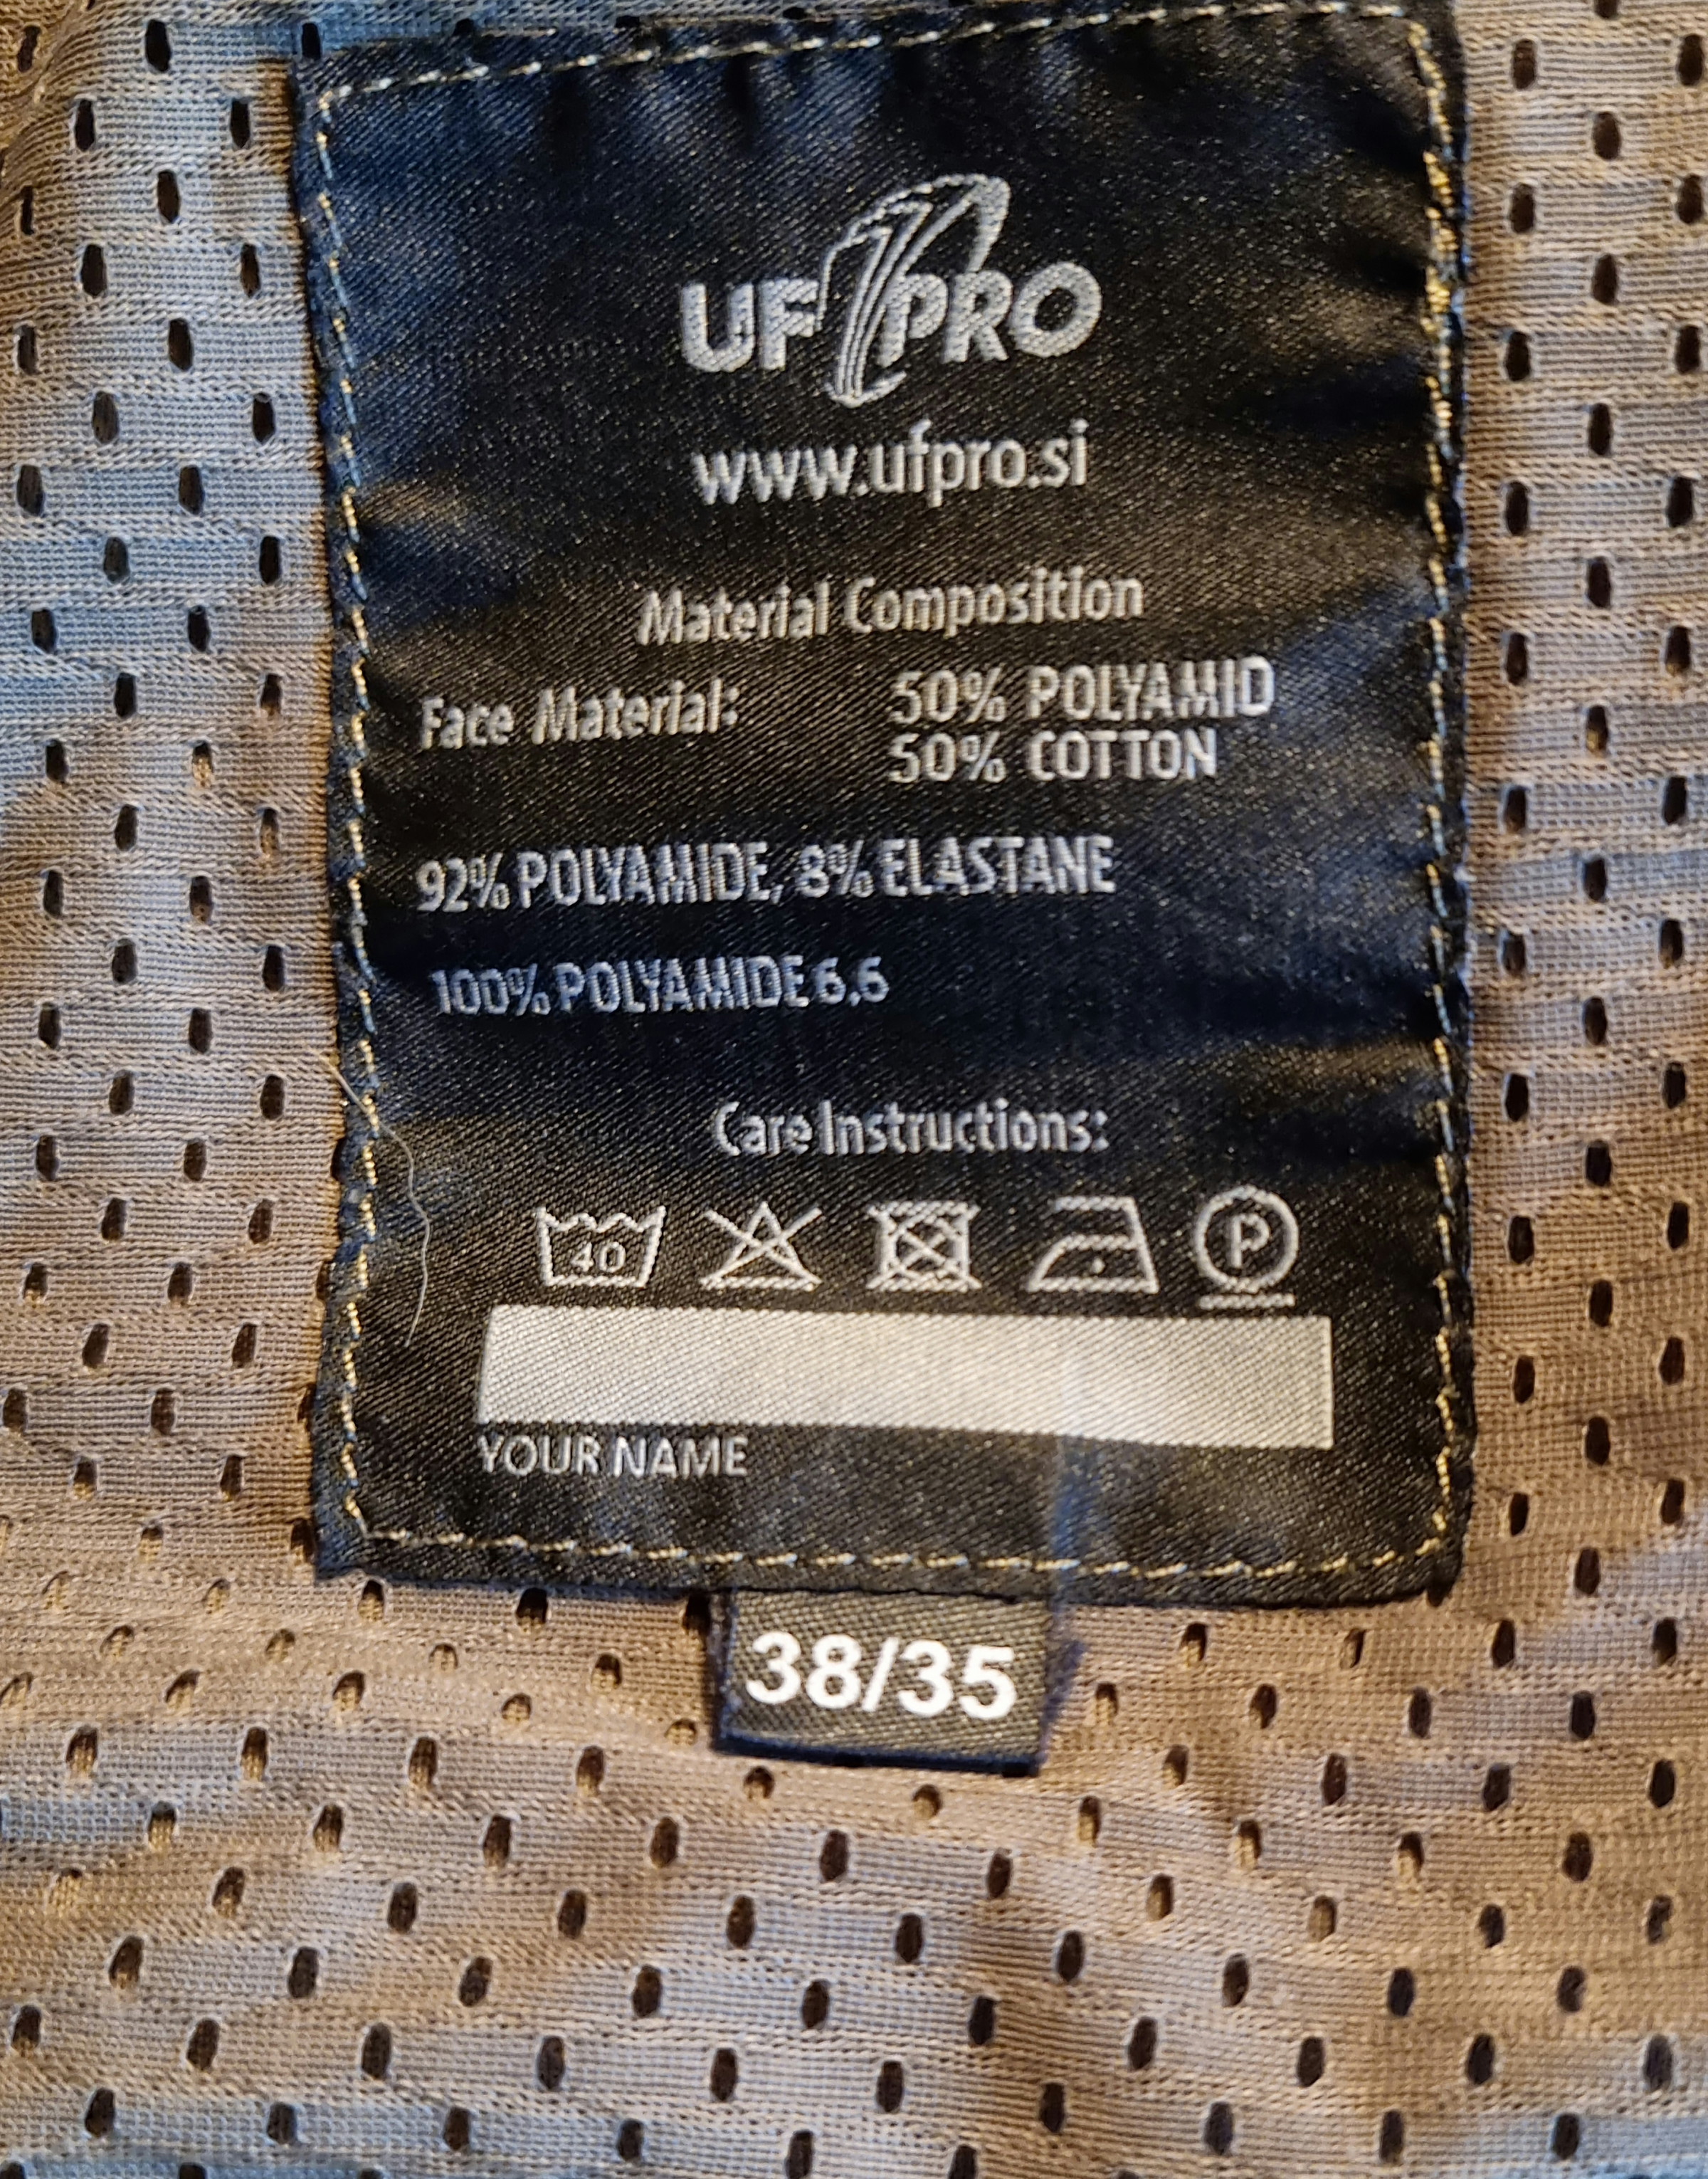 UF PRO
www.ufpro.si
Material Composition
Face Material: 50% POLYAMID
50% COTTON
92% POLYAMIDE, 8% ELASTANE
100% POLYAMIDE 6.6
Care Instructions:
40 P
YOUR NAME
38/35